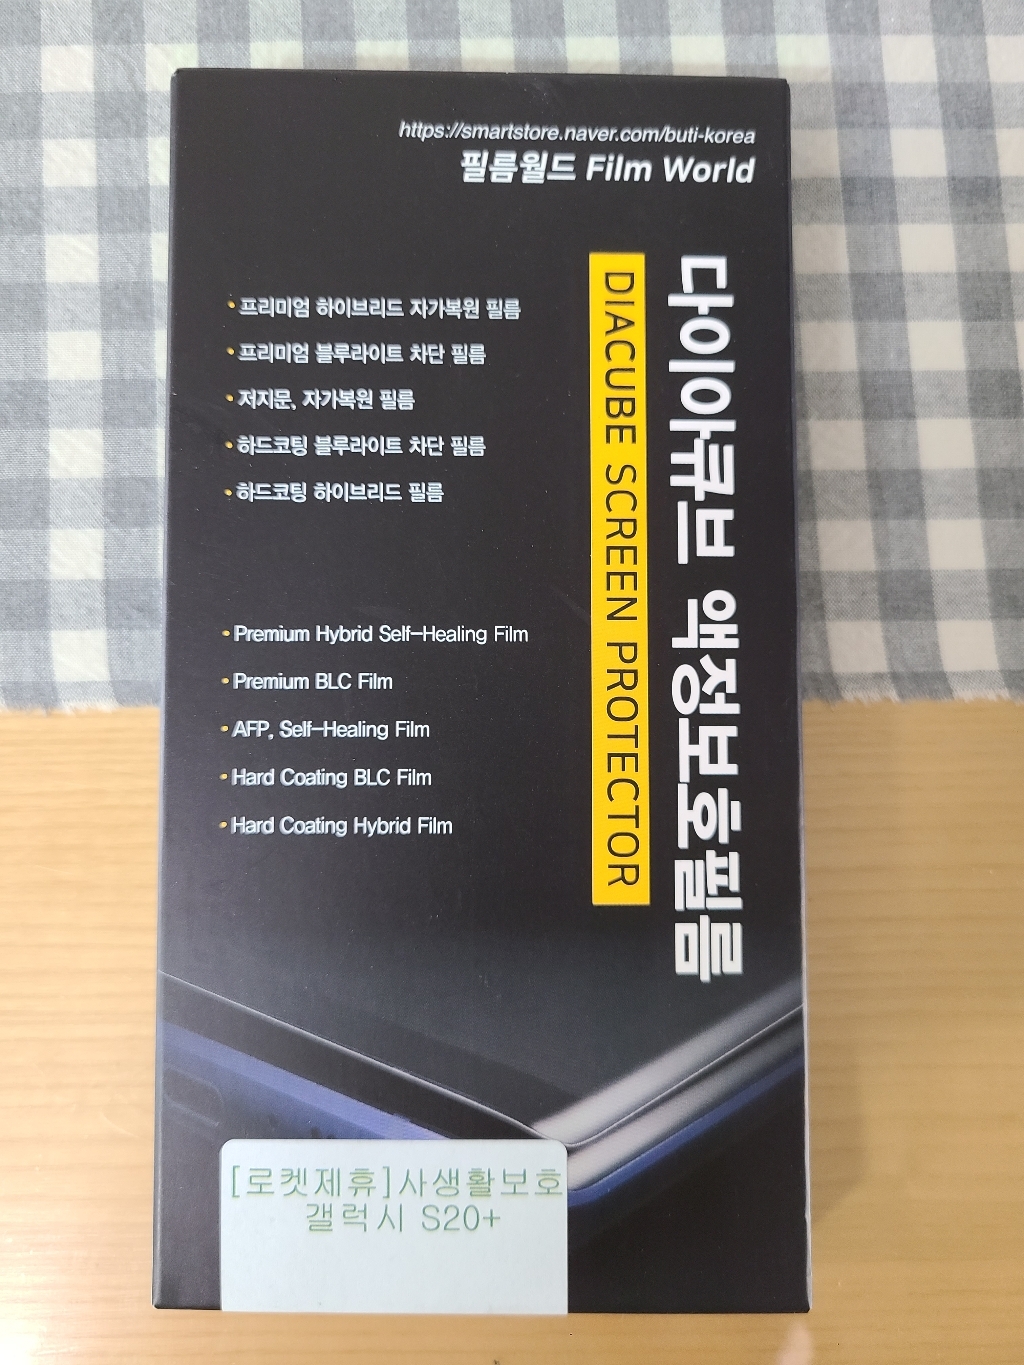 https://smartstore.naver.com/buti-korea
필름월드 Film World
다이아큐브 액정보호필름
DIACUBE SCREEN PROTECTOR
• 프리미엄 하이브리드 자가복원 필름
• 프리미엄 블루라이트 차단 필름
• 저지문, 자가복원 필름
• 하드코팅 블루라이트 차단 필름
• 하드코팅 하이브리드 필름
• Premium Hybrid Self-Healing Film
• Premium BLC Film
• AFP, Self-Healing Film
• Hard Coating BLC Film
• Hard Coating Hybrid Film
[로켓제휴]사생활보호
갤럭시 S20+